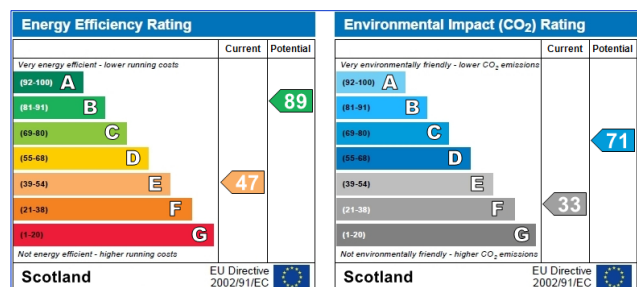 Energy Efficiency Rating
Current Potential
Very energy efficient - lower running costs
(92-100) A
(81-91) B
89
(69-80) C
(55-68) D
(39-54) E
47
(21-38) F
(1-20) G
Not energy efficient - higher running costs
Scotland
EU Directive
2002/91/EC
Environmental Impact (CO₂) Rating
Current Potential
Very environmentally friendly - lower CO₂ emissions
(92-100) A
(81-91) B
(69-80) C
71
(55-68) D
(39-54) E
(21-38) F
33
(1-20) G
Not environmentally friendly - higher CO₂ emissions
Scotland
EU Directive
2002/91/EC